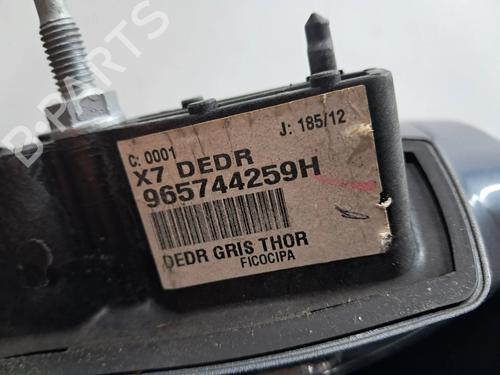 B-PARTS
C: 0001
J: 185/12
X7 DEDR
965744259H
DEDR GRIS THOR
FICOCIPA